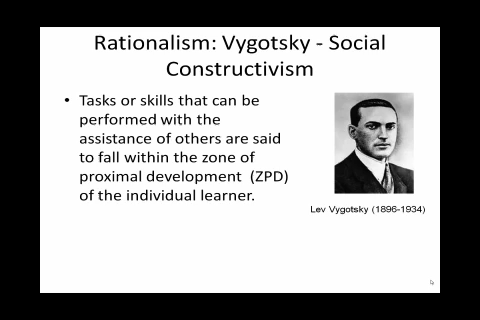 Rationalism: Vygotsky - Social
Constructivism
• Tasks or skills that can be
performed with the
assistance of others are said
to fall within the zone of
proximal development  (ZPD)
of the individual learner.
Lev Vygotsky (1896-1934)